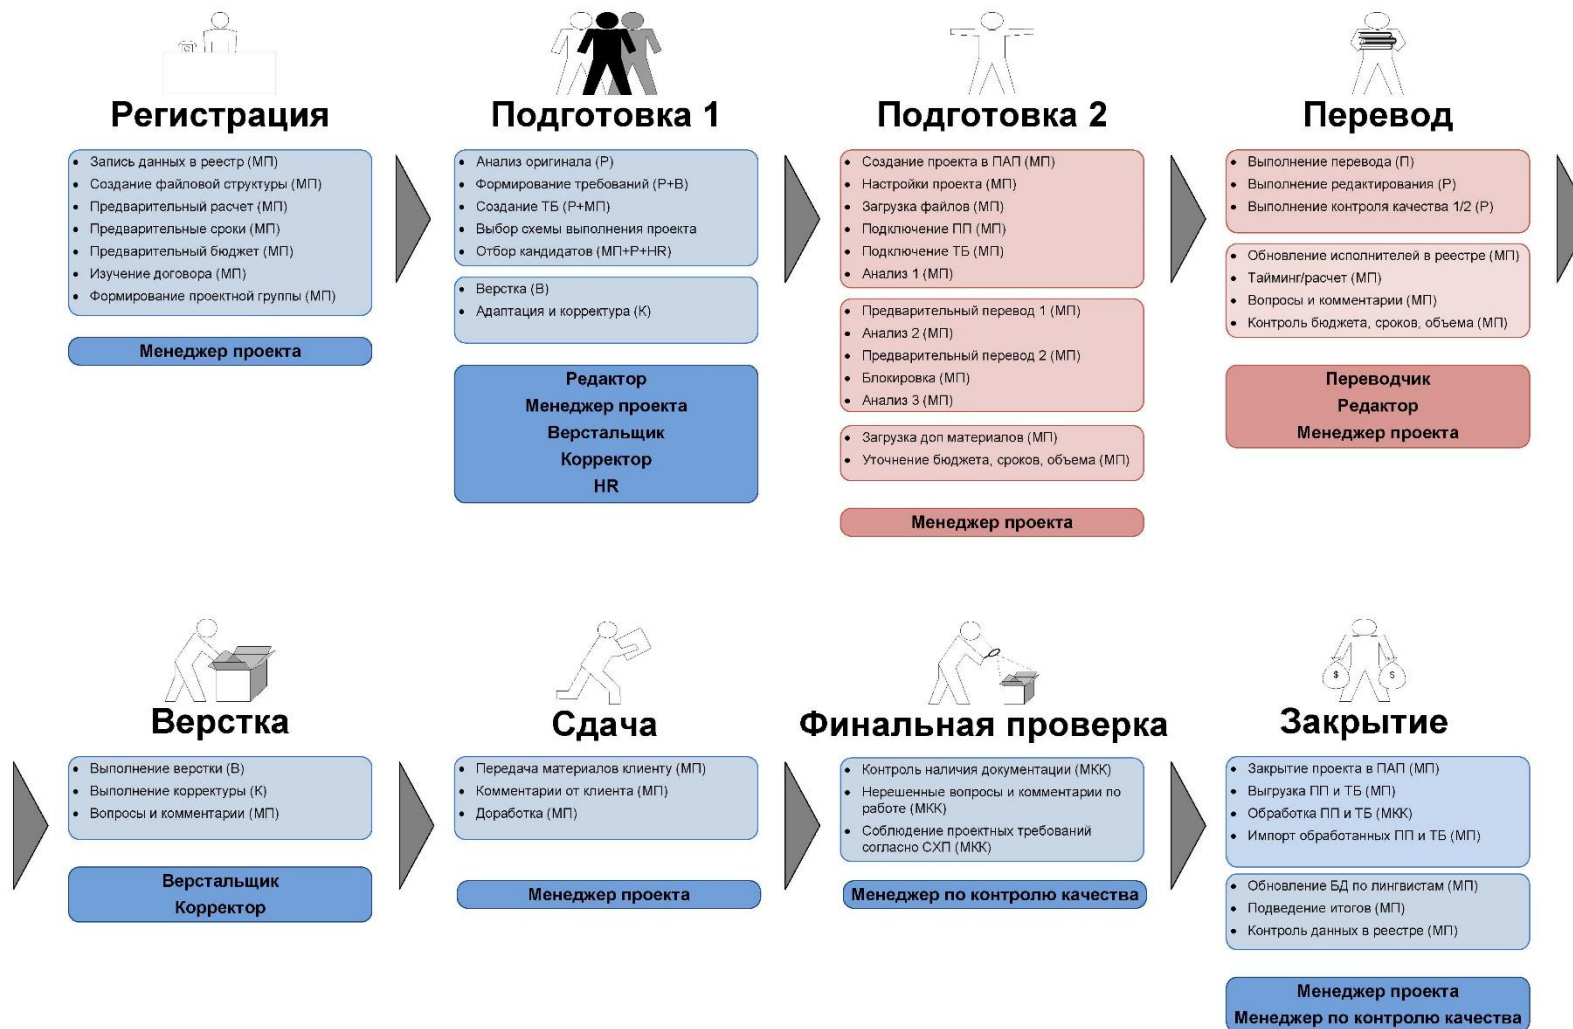 Регистрация
• Запись данных в реестр (МП)
• Создание файловой структуры (МП)
• Предварительный расчет (МП)
• Предварительные сроки (МП)
• Предварительный бюджет (МП)
• Изучение договора (МП)
• Формирование проектной группы (МП)
Менеджер проекта
Подготовка 1
• Анализ оригинала (Р)
• Формирование требований (Р+В)
• Создание ТБ (Р+МП)
• Выбор схемы выполнения проекта
• Отбор кандидатов (МП+Р+HR)
• Верстка (В)
• Адаптация и корректура (К)
Редактор
Менеджер проекта
Верстальщик
Корректор
HR
Подготовка 2
• Создание проекта в ПАП (МП)
• Настройки проекта (МП)
• Загрузка файлов (МП)
• Подключение ПП (МП)
• Подключение ТБ (МП)
• Анализ 1 (МП)
• Предварительный перевод 1 (МП)
• Анализ 2 (МП)
• Предварительный перевод 2 (МП)
• Блокировка (МП)
• Анализ 3 (МП)
• Загрузка доп материалов (МП)
• Уточнение бюджета, сроков, объема (МП)
Менеджер проекта
Перевод
• Выполнение перевода (П)
• Выполнение редактирования (Р)
• Выполнение контроля качества 1/2 (Р)
• Обновление исполнителей в реестре (МП)
• Тайминг/расчет (МП)
• Вопросы и комментарии (МП)
• Контроль бюджета, сроков, объема (МП)
Переводчик
Редактор
Менеджер проекта
Верстка
• Выполнение верстки (В)
• Выполнение корректуры (К)
• Вопросы и комментарии (МП)
Верстальщик
Корректор
Сдача
• Передача материалов клиенту (МП)
• Комментарии от клиента (МП)
• Доработка (МП)
Менеджер проекта
Финальная проверка
• Контроль наличия документации (МКК)
• Нерешенные вопросы и комментарии по
работе (МКК)
• Соблюдение проектных требований
согласно СХП (МКК)
Менеджер по контролю качества
$ $
Закрытие
• Закрытие проекта в ПАП (МП)
• Выгрузка ПП и ТБ (МП)
• Обработка ПП и ТБ (МКК)
• Импорт обработанных ПП и ТБ (МП)
• Обновление БД по лингвистам (МП)
• Подведение итогов (МП)
• Контроль данных в реестре (МП)
Менеджер проекта
Менеджер по контролю качества